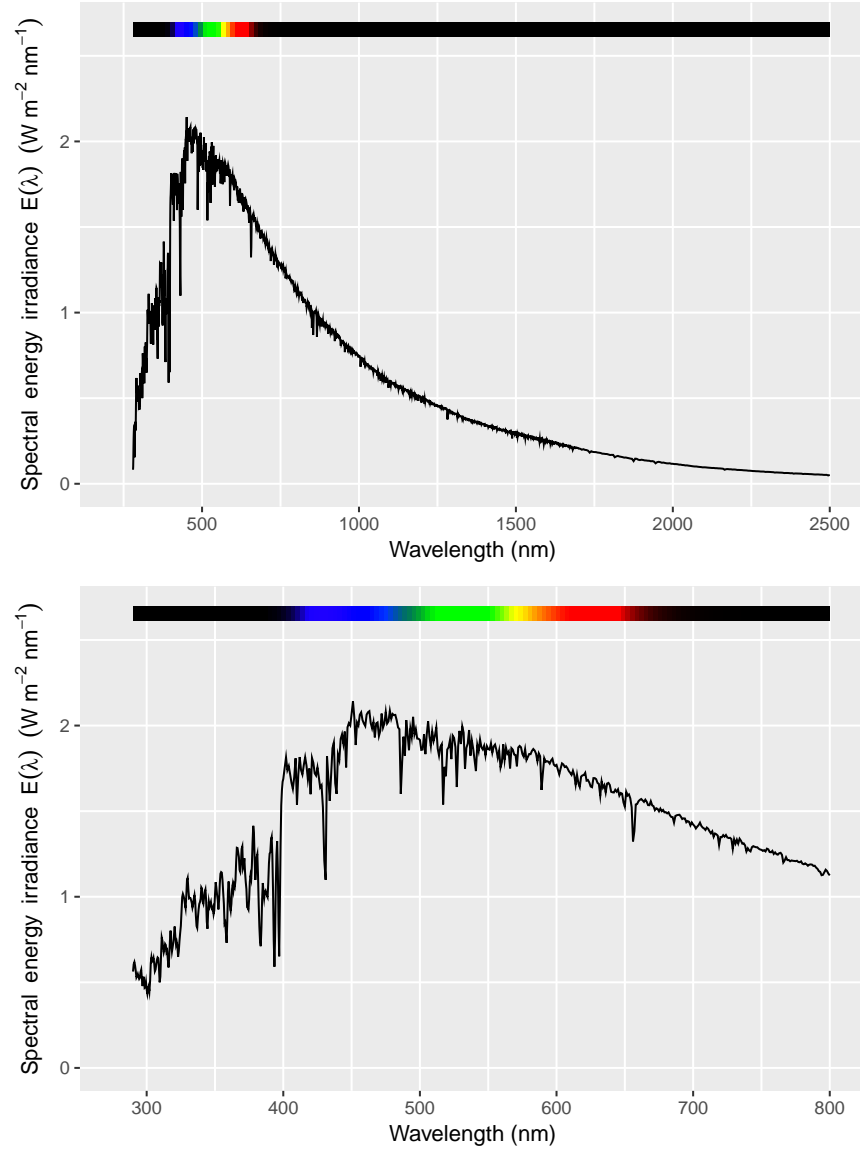 Spectral energy irradiance E(λ) (W m⁻² nm⁻¹)
2
1
0
500 1000 1500 2000 2500
Wavelength (nm)
Spectral energy irradiance E(λ) (W m⁻² nm⁻¹)
2
1
0
300 400 500 600 700 800
Wavelength (nm)